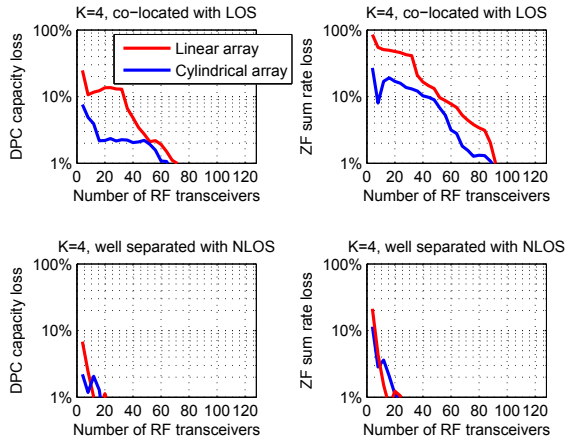 K=4, co−located with LOS
DPC capacity loss
100%
10%
1%
0 20 40 60 80 100 120
Number of RF transceivers
Linear array
Cylindrical array
K=4, co−located with LOS
ZF sum rate loss
100%
10%
1%
0 20 40 60 80 100 120
Number of RF transceivers
K=4, well separated with NLOS
DPC capacity loss
100%
10%
1%
0 20 40 60 80 100 120
Number of RF transceivers
K=4, well separated with NLOS
ZF sum rate loss
100%
10%
1%
0 20 40 60 80 100 120
Number of RF transceivers